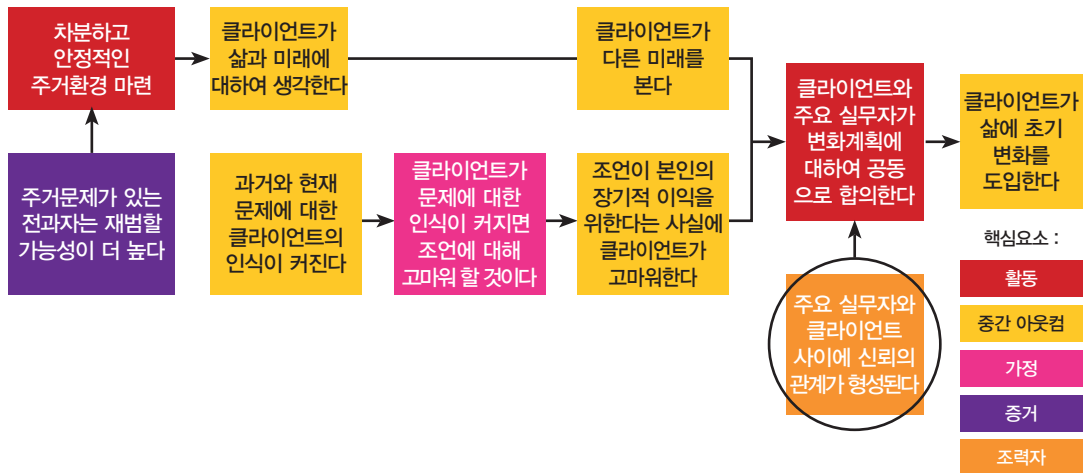 차분하고
안정적인
주거환경 마련
클라이언트가
삶과 미래에
대하여 생각한다
클라이언트가
다른 미래를
본다
주거문제가 있는
전과자는 재범할
가능성이 더 높다
과거와 현재
문제에 대한
클라이언트의
인식이 커진다
클라이언트가
문제에 대한
인식이 커지면
조언에 대해
고마워 할 것이다
조언이 본인의
장기적 이익을
위한다는 사실에
클라이언트가
고마워한다
클라이언트와
주요 실무자가
변화계획에
대하여 공동
으로 합의한다
클라이언트가
삶에 초기
변화를
도입한다
주요 실무자와
클라이언트
사이에 신뢰의
관계가 형성된다
핵심요소 :
활동
중간 아웃컴
가정
증거
조력자